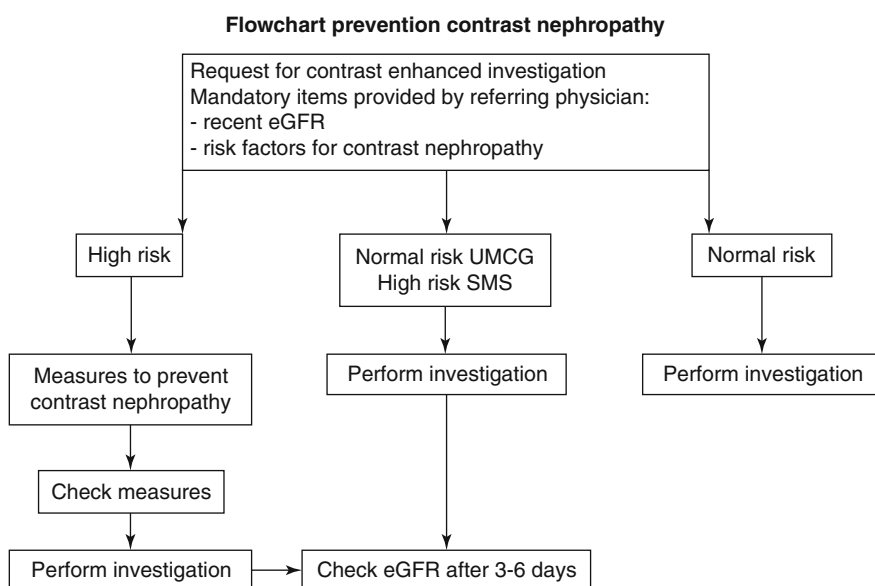 Flowchart prevention contrast nephropathy
Request for contrast enhanced investigation
Mandatory items provided by referring physician:
- recent eGFR
- risk factors for contrast nephropathy
High risk
Normal risk UMCG
High risk SMS
Normal risk
Measures to prevent
contrast nephropathy
Perform investigation
Perform investigation
Check measures
Perform investigation
Check eGFR after 3-6 days